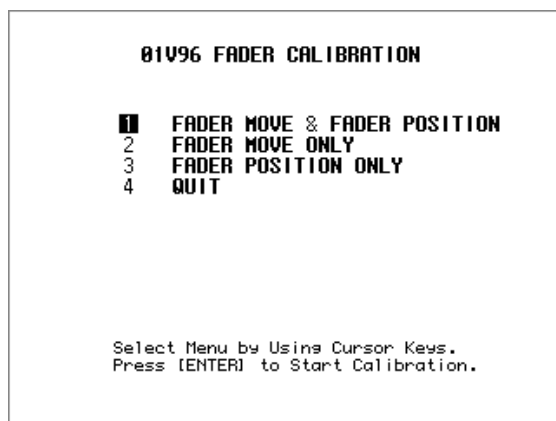 01V96 FADER CALIBRATION
1 FADER MOVE & FADER POSITION
2 FADER MOVE ONLY
3 FADER POSITION ONLY
4 QUIT
Select Menu by Using Cursor Keys.
Press [ENTER] to Start Calibration.